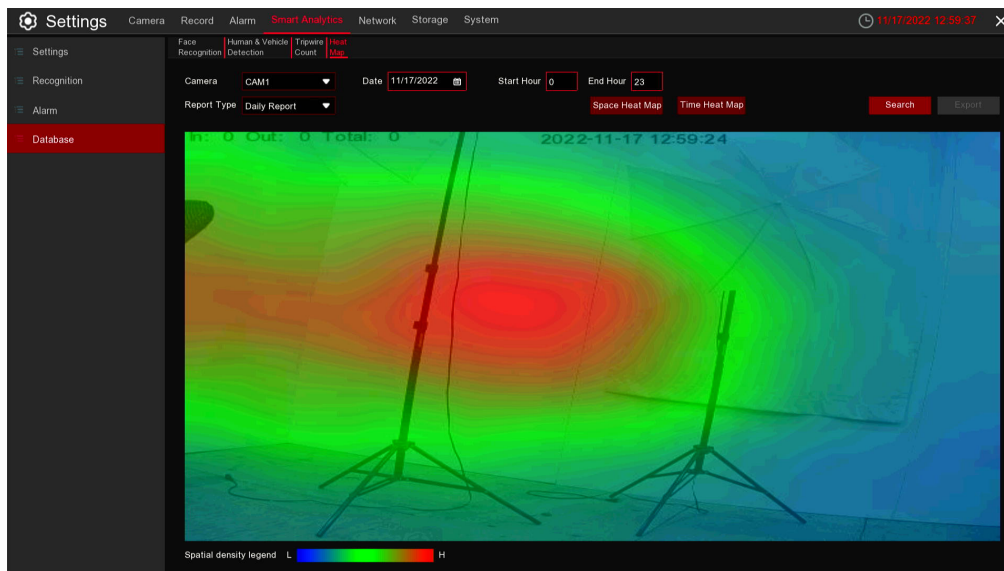 Settings Camera Record Alarm Smart Analytics Network Storage System 11/17/2022 12:59:37
Settings
Recognition
Alarm
Database
Face Recognition Human & Vehicle Detection Tripwire Count Heat Map
Camera CAM1 Date 11/17/2022 Start Hour 0 End Hour 23
Report Type Daily Report Space Heat Map Time Heat Map Search Export
In: 0 Out: 0 Total: 0 2022-11-17 12:59:24
Spatial density legend L H